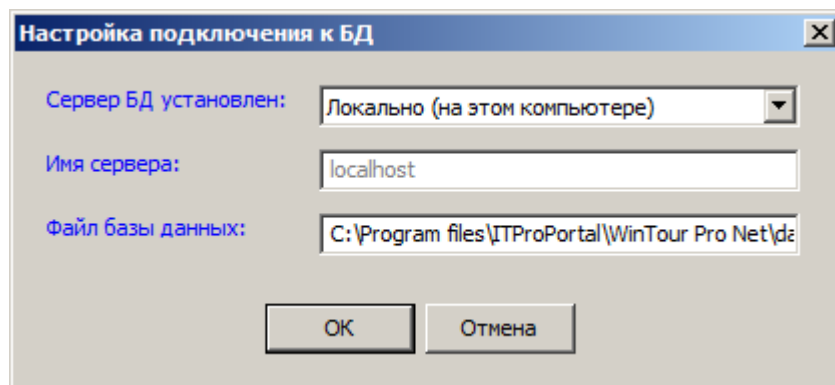 Настройка подключения к БД
Сервер БД установлен: Локально (на этом компьютере)
Имя сервера: localhost
Файл базы данных: C:\Program files\ITProPortal\WinTour Pro Net\da
ОК Отмена